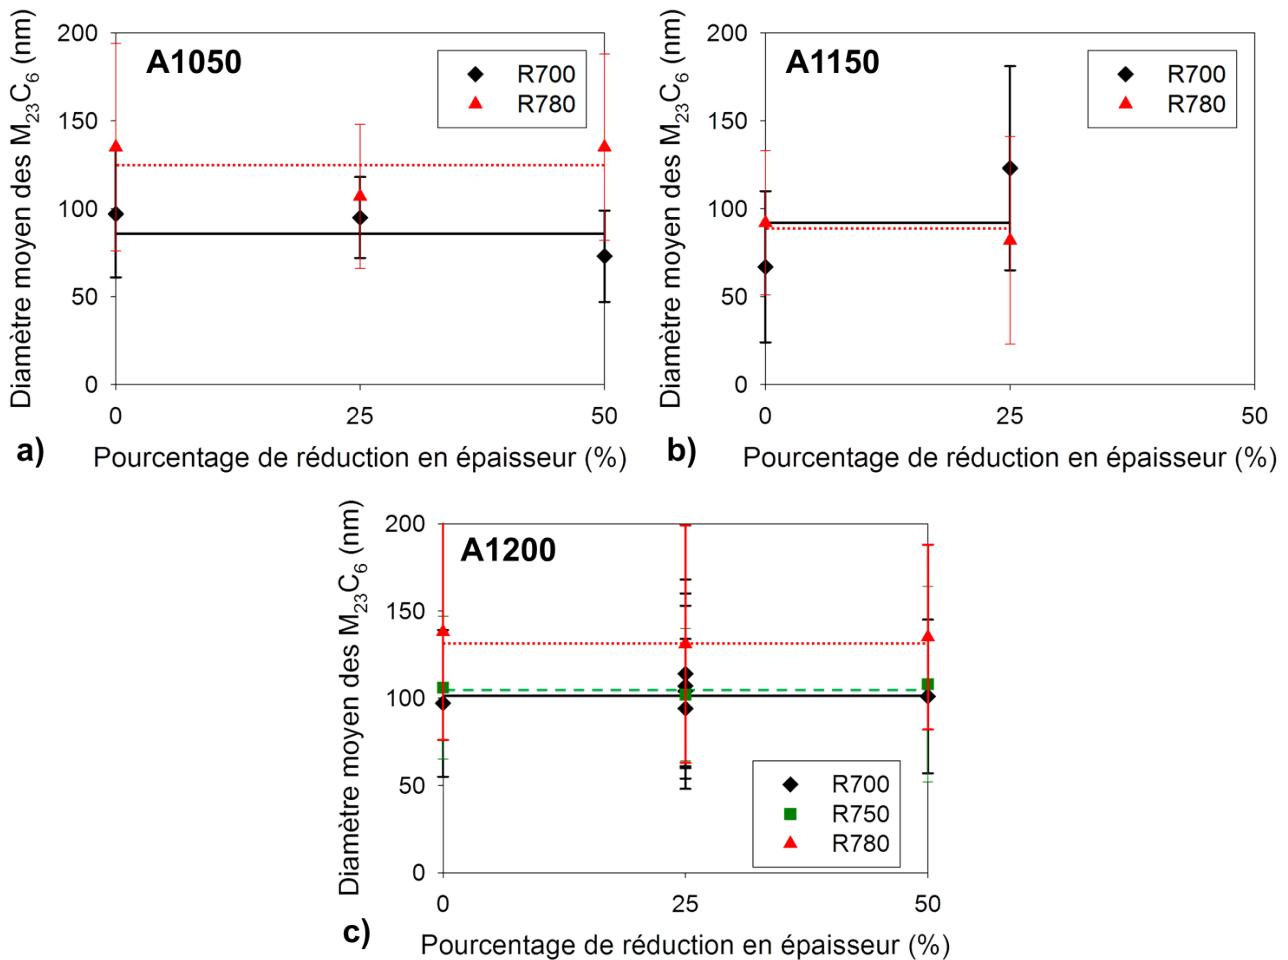 A1050
R700
R780
Diamètre moyen des M23C6 (nm)
200
150
100
50
0
0 25 50
a) Pourcentage de réduction en épaisseur (%)
A1150
R700
R780
Diamètre moyen des M23C6 (nm)
200
150
100
50
0
0 25 50
b) Pourcentage de réduction en épaisseur (%)
A1200
R700
R750
R780
Diamètre moyen des M23C6 (nm)
200
150
100
50
0
0 25 50
c) Pourcentage de réduction en épaisseur (%)